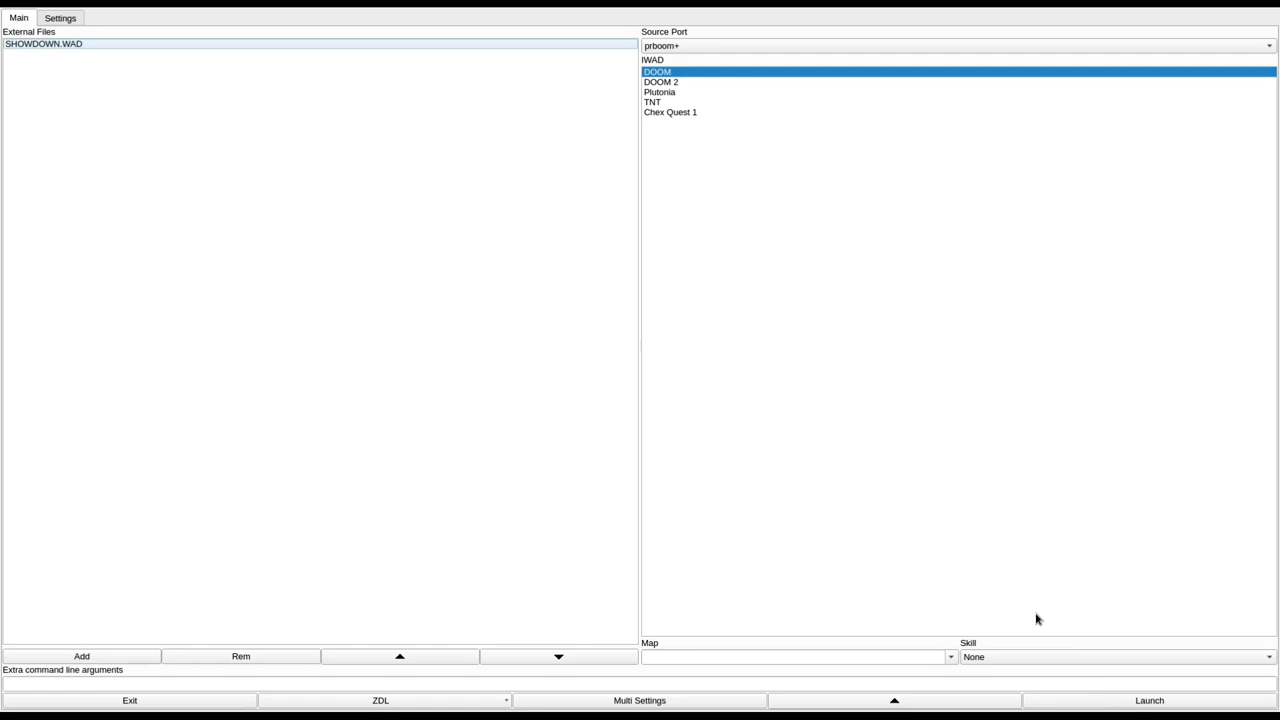 Main Settings
External Files
SHOWDOWN.WAD
Source Port
prboom+
IWAD
DOOM
DOOM 2
Plutonia
TNT
Chex Quest 1
Map Skill
None
Add Rem
Extra command line arguments
Exit ZDL Multi Settings Launch